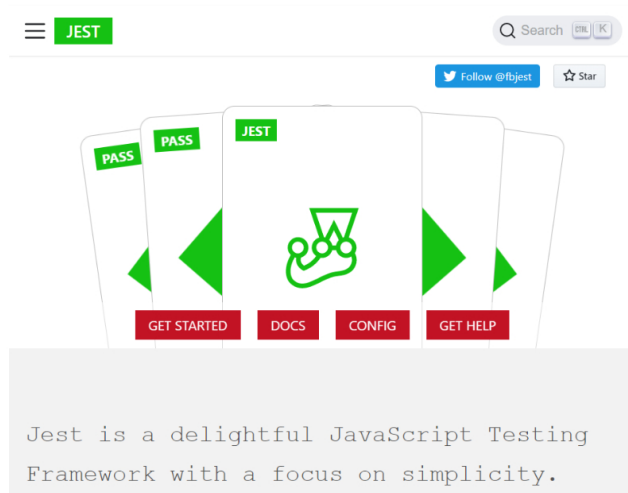 JEST
Search CTRL K
Follow @fbjest
Star
JEST
PASS
PASS
GET STARTED
DOCS
CONFIG
GET HELP
Jest is a delightful JavaScript Testing
Framework with a focus on simplicity.